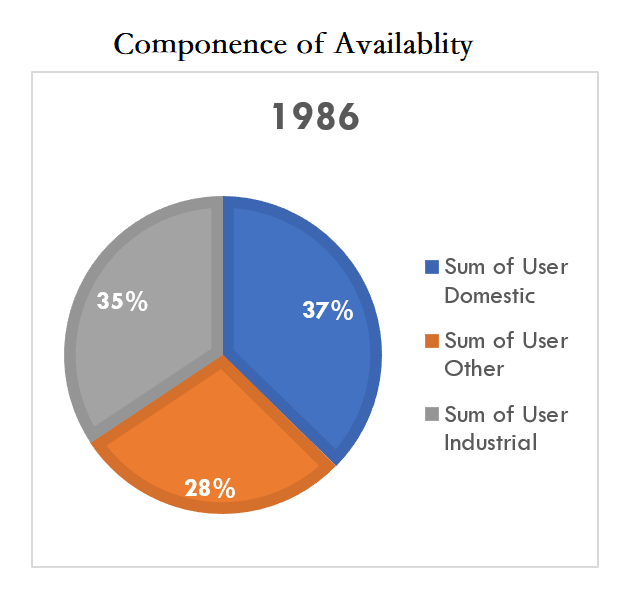 Componence of Availablity
1986
35%
37%
28%
Sum of User
Domestic
Sum of User
Other
Sum of User
Industrial